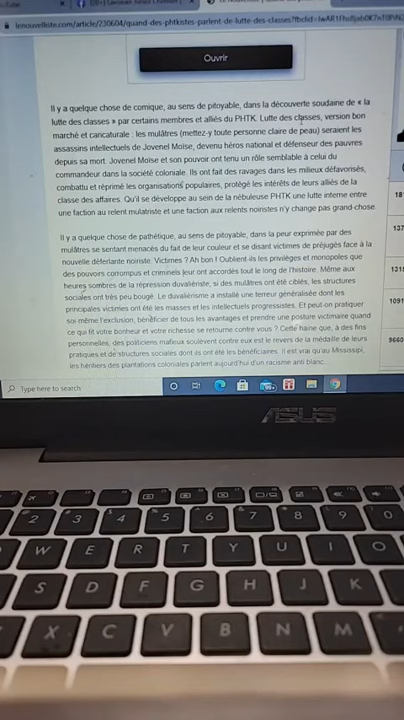 lenouvelliste.com/article/230604/quand-des-phtkistes-parlent-de-lutte-des-classes?fbclid=
Ouvrir
Il y a quelque chose de comique, au sens de pitoyable, dans la découverte soudaine de « la
lutte des classes » par certains membres et alliés du PHTK. Lutte des classes, version bon
marché et caricaturale : les mulâtres (mettez-y toute personne claire de peau) seraient les
assassins intellectuels de Jovenel Moïse, devenu héros national et défenseur des pauvres
depuis sa mort. Jovenel Moïse et son pouvoir ont tenu un rôle semblable à celui du
commandeur dans la société coloniale. Ils ont fait des ravages dans les milieux défavorisés,
combattu et réprimé les organisations populaires, protégé les intérêts de leurs alliés de la
classe des affaires. Qu'il se développe au sein de la nébuleuse PHTK une lutte interne entre
une faction au relent mulatriste et une faction aux relents noiristes n'y change pas grand-chose.
Il y a quelque chose de pathétique, au sens de pitoyable, dans la peur exprimée par des
mulâtres se sentant menacés du fait de leur couleur et se disant victimes de préjugés face à la
nouvelle déferlante noiriste. Victimes ? Ah bon ! Oublient-ils les privilèges et monopoles que
des pouvoirs corrompus et criminels leur ont accordés tout le long de l'histoire. Même aux
heures sombres de la répression duvaliériste, si des mulâtres ont été ciblés, les structures
sociales ont très peu bougé. Le duvaliérisme a installé une terreur généralisée dont les
principales victimes ont été les masses et les intellectuels progressistes. Et peut-on pratiquer
soi-même l'exclusion, bénéficier de tous les avantages et prendre une posture victimaire quand
ce qui fit votre bonheur et votre richesse se retourne contre vous ? Cette haine que, à des fins
personnelles, des politiciens mafieux soulèvent contre eux est le revers de la médaille de leurs
pratiques et de structures sociales dont ils ont été les bénéficiaires. Il est vrai qu'au Mississipi,
les héritiers des plantations coloniales parlent aujourd'hui d'un racisme anti blanc
181
137
1315
1091
9660
Type here to search
99+
ASUS
2 3 4 5 6 7 8 9 0
W E R T Y U I O
S D F G H J K
X C V B N M